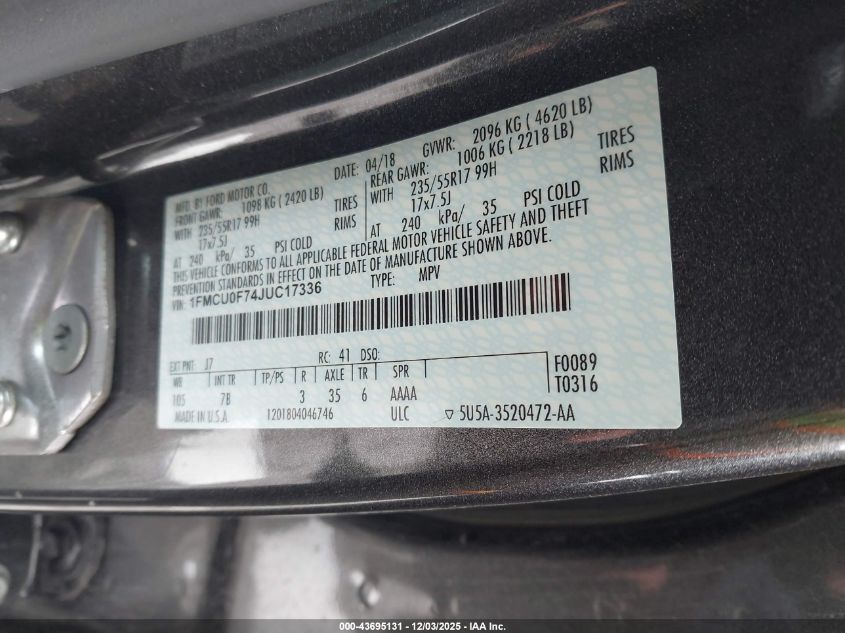 MFD. BY FORD MOTOR CO.
DATE: 04/18
GVWR: 2096 KG ( 4620 LB)
FRONT GAWR: 1098 KG ( 2420 LB)
REAR GAWR: 1006 KG ( 2218 LB)
WITH 235/55R17 99H TIRES
WITH 235/55R17 99H TIRES
17x7.5J RIMS
17x7.5J RIMS
AT 240 kPa/ 35 PSI COLD
AT 240 kPa/ 35 PSI COLD
THIS VEHICLE CONFORMS TO ALL APPLICABLE FEDERAL MOTOR VEHICLE SAFETY AND THEFT
PREVENTION STANDARDS IN EFFECT ON THE DATE OF MANUFACTURE SHOWN ABOVE.
VIN: 1FMCU0F74JUC17336 TYPE: MPV
EXT PNT: J7 RC: 41 DSO:
WB INT TR TP/PS R AXLE TR SPR
105 7B 3 35 6 AAAA
F0089
T0316
MADE IN U.S.A. 1201804046746 ULC ▽ 5U5A-3520472-AA
000-43695131 - 12/03/2025 - IAA Inc.